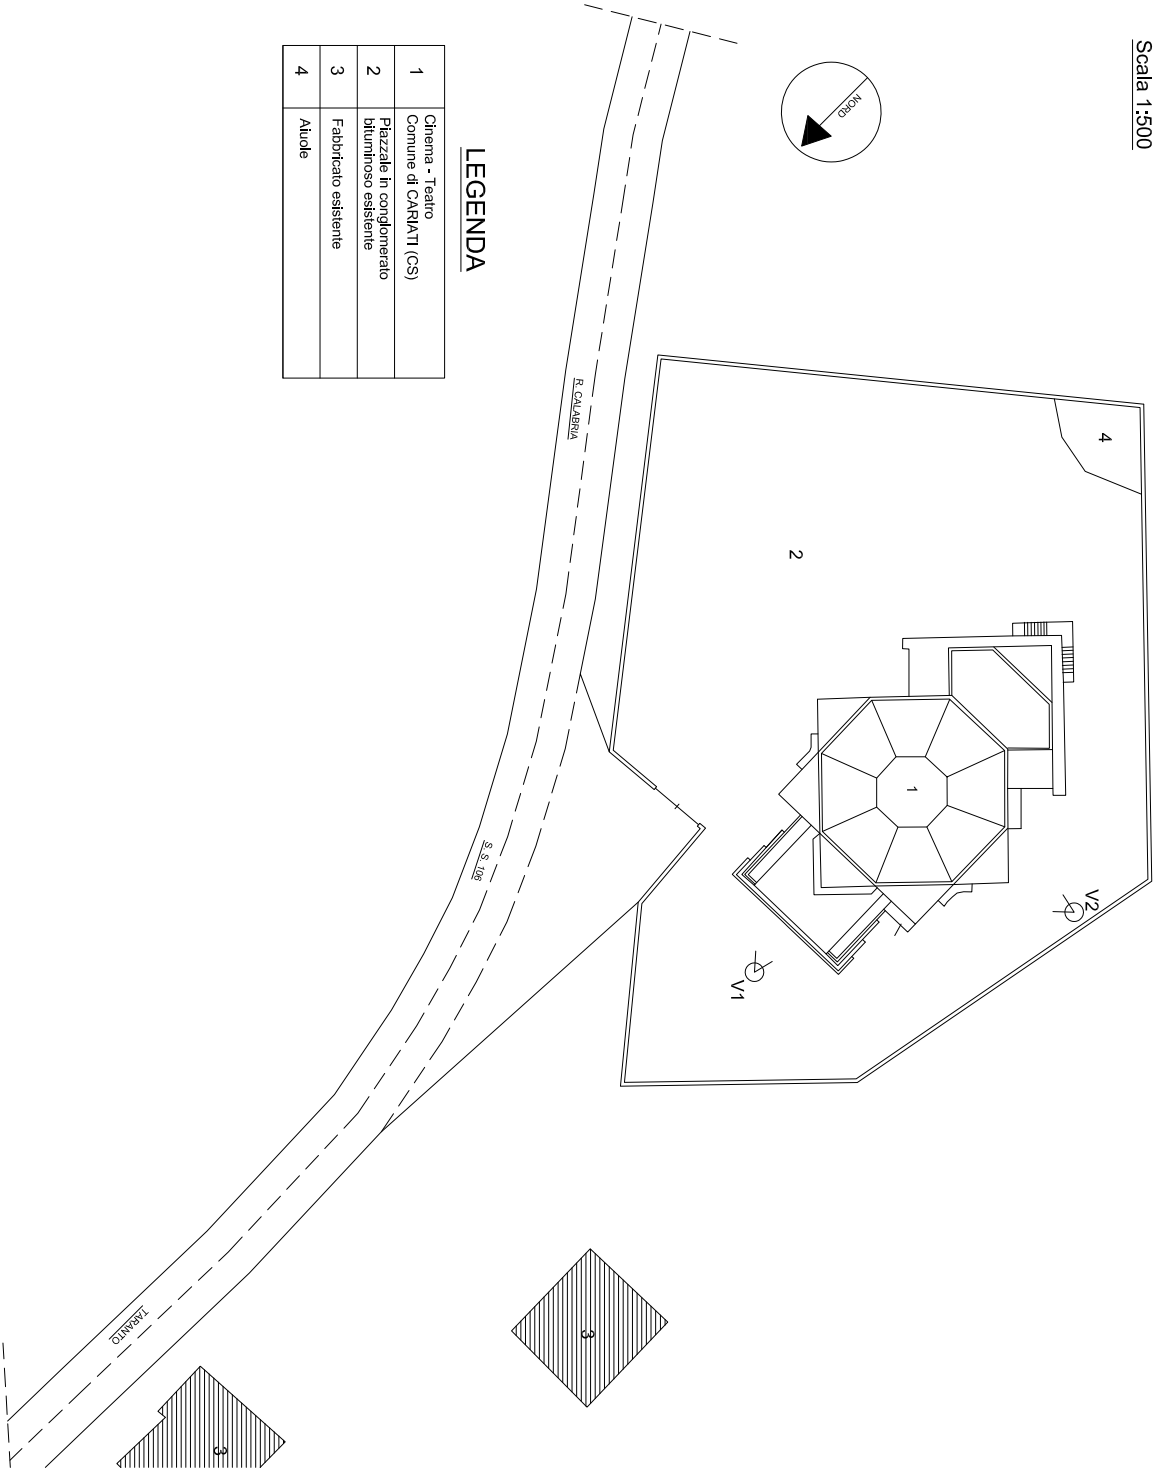 Scala 1:500
NORD
4
2
1
V2
V1
R. CALABRIA
S. S. 106
TARANTO
3
3
LEGENDA
1 Cinema - Teatro
Comune di CARIATI (CS)
2 Piazzale in conglomerato
bituminoso esistente
3 Fabbricato esistente
4 Aiuole